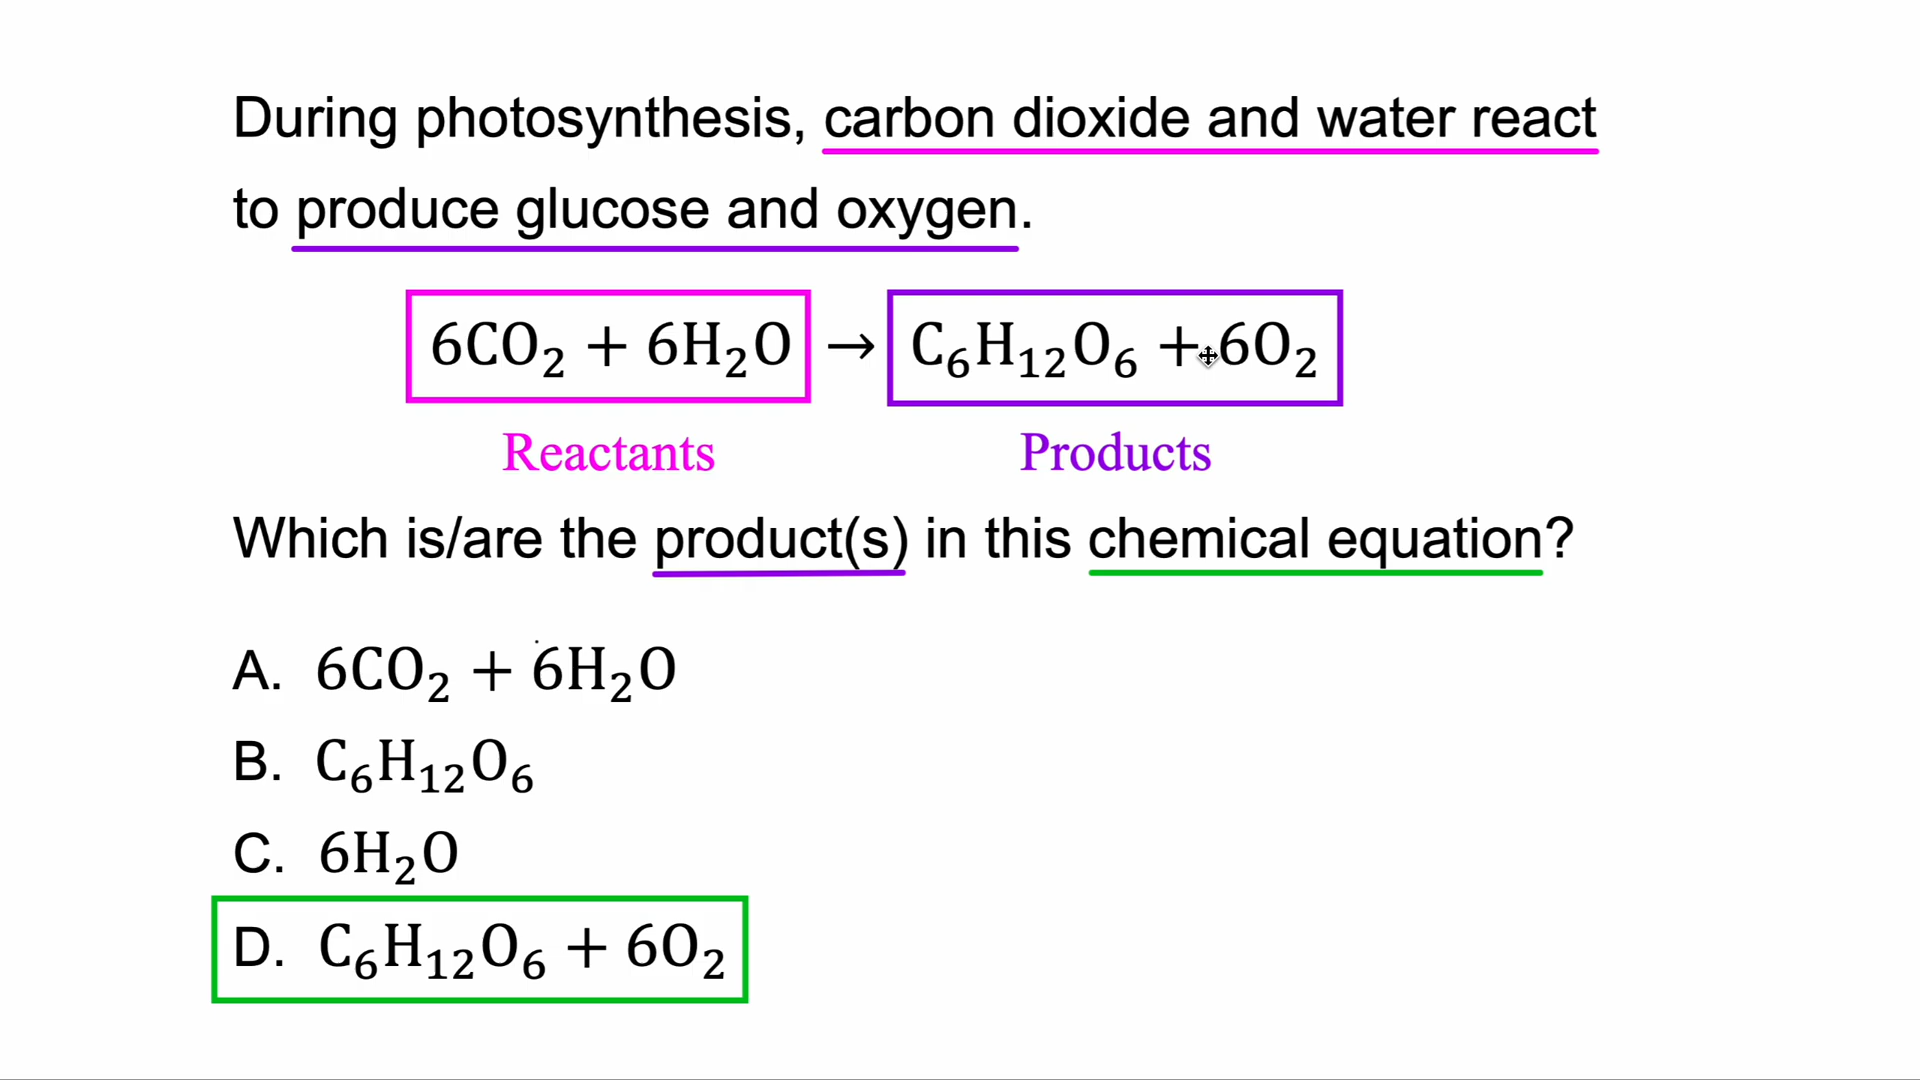 During photosynthesis, carbon dioxide and water react
to produce glucose and oxygen.
6CO₂ + 6H₂O → C₆H₁₂O₆ + 6O₂
Reactants Products
Which is/are the product(s) in this chemical equation?
A. 6CO₂ + 6H₂O
B. C₆H₁₂O₆
C. 6H₂O
D. C₆H₁₂O₆ + 6O₂